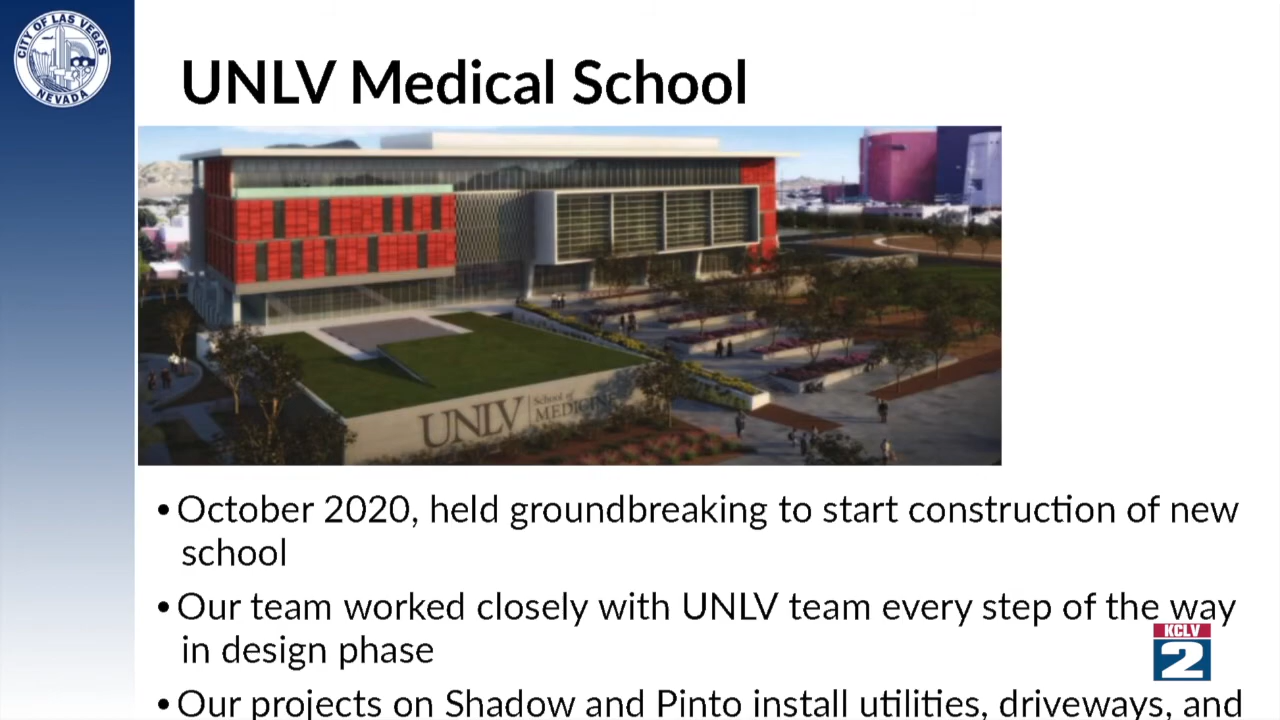 CITY OF LAS VEGAS
NEVADA
UNLV Medical School
UNLV School of
MEDICINE
• October 2020, held groundbreaking to start construction of new
school
• Our team worked closely with UNLV team every step of the way
in design phase
KCLV
2
• Our projects on Shadow and Pinto install utilities, driveways, and